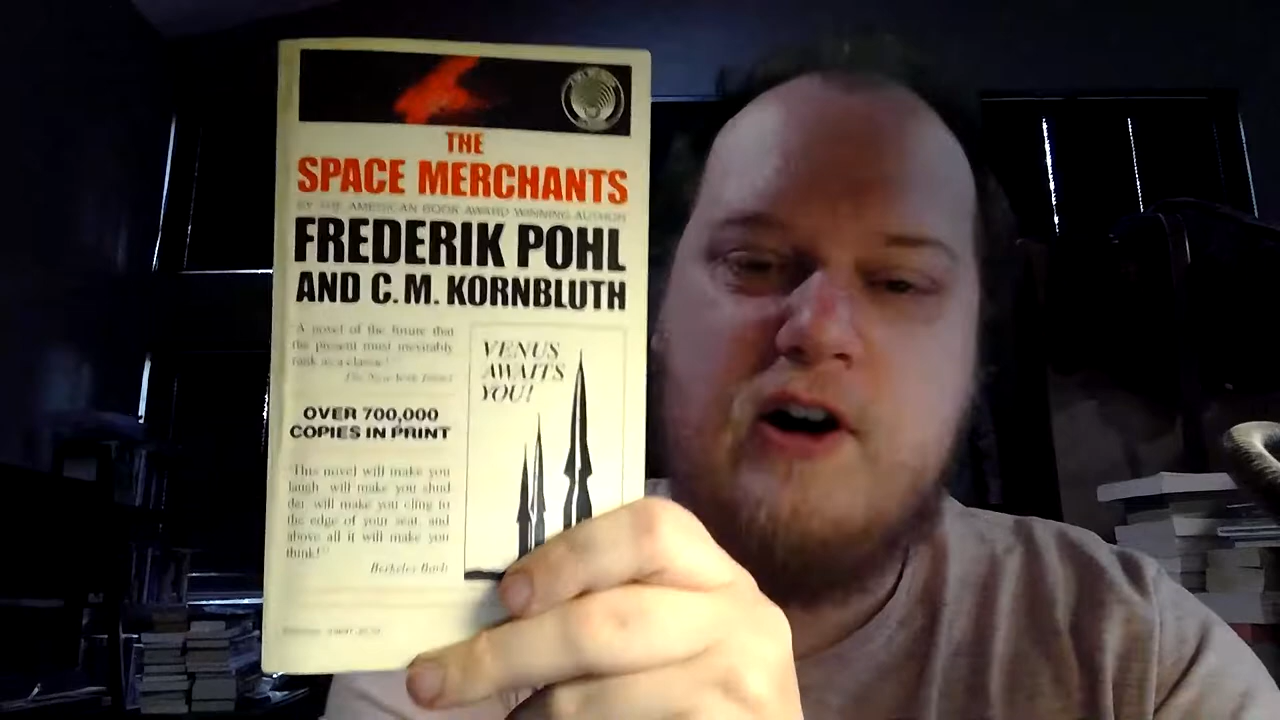 THE
SPACE MERCHANTS
BY THE AMERICAN BOOK AWARD WINNING AUTHOR
FREDERIK POHL
AND C.M. KORNBLUTH
"A novel of the future that
the present must inevitably
rank as a classic"
The New York Times
OVER 700,000
COPIES IN PRINT
"This novel will make you
laugh will make you shud
der will make you cling to
the edge of your seat, and
above all it will make you
think!"
Berkeley
VENUS
AWAITS
YOU!